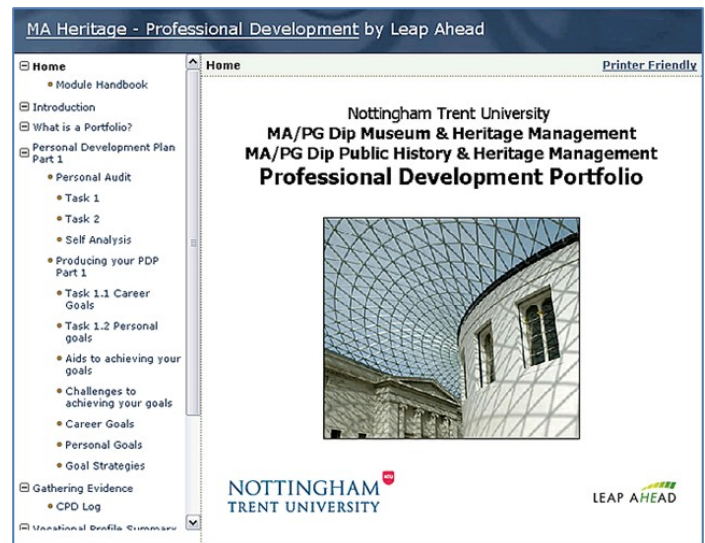 MA Heritage - Professional Development by Leap Ahead
Home
Module Handbook
Introduction
What is a Portfolio?
Personal Development Plan
Part 1
Personal Audit
Task 1
Task 2
Self Analysis
Producing your PDP
Part 1
Task 1.1 Career
Goals
Task 1.2 Personal
goals
Aids to achieving your
goals
Challenges to
achieving your goals
Career Goals
Personal Goals
Goal Strategies
Gathering Evidence
CPD Log
Vocational Profile Summary
Home
Printer Friendly
Nottingham Trent University
MA/PG Dip Museum & Heritage Management
MA/PG Dip Public History & Heritage Management
Professional Development Portfolio
NOTTINGHAM
TRENT UNIVERSITY
NTU
LEAP AHEAD